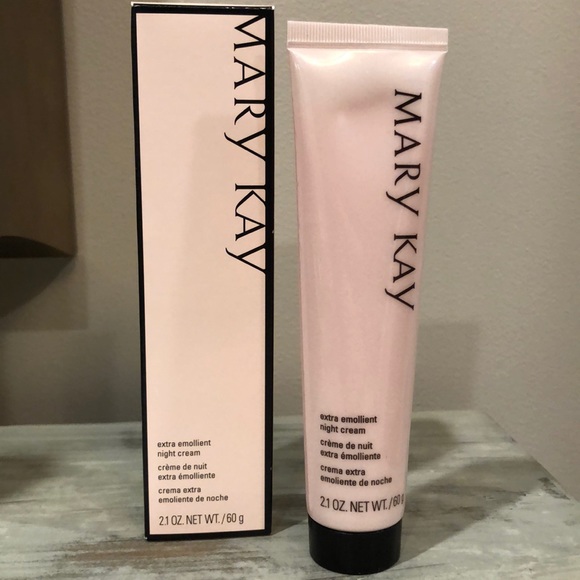 MARY KAY
extra emollient
night cream
crème de nuit
extra émolliente
crema extra
emoliente de noche
2.1 OZ. NET WT./60 g
MARY KAY
extra emollient
night cream
crème de nuit
extra émolliente
crema extra
emoliente de noche
2.1 OZ. NET WT./60 g